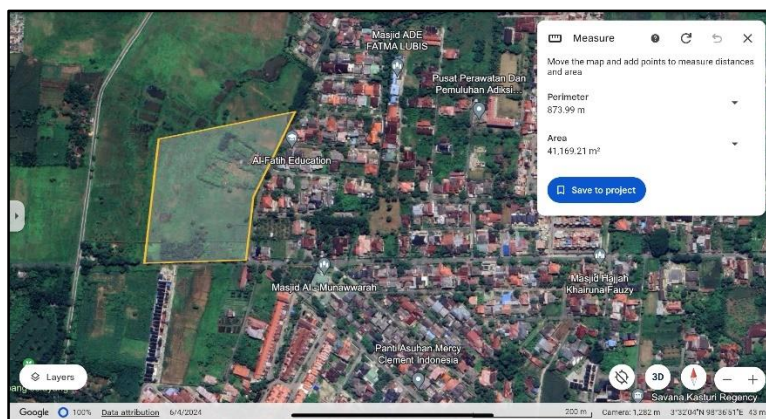 Masjid ADE
FATMA LUBIS
Pusat Perawatan Dan
Pemuluhan Adiksi...
Al-Fatih Education
Measure
Move the map and add points to measure distances
and area
Perimeter
873.99 m
Area
41,169.21 m²
Save to project
Masjid Al - Munawwarah
Masjid Hajjah
Khairuna Fauzy
Panti Asuhan Mercy
Clement Indonesia
Layers
3D
Savana Kasturi Regency
Google 100% Data attribution 6/4/2024 200 m Camera: 1,282 m 3°32'04"N 98°36'51"E 43 m